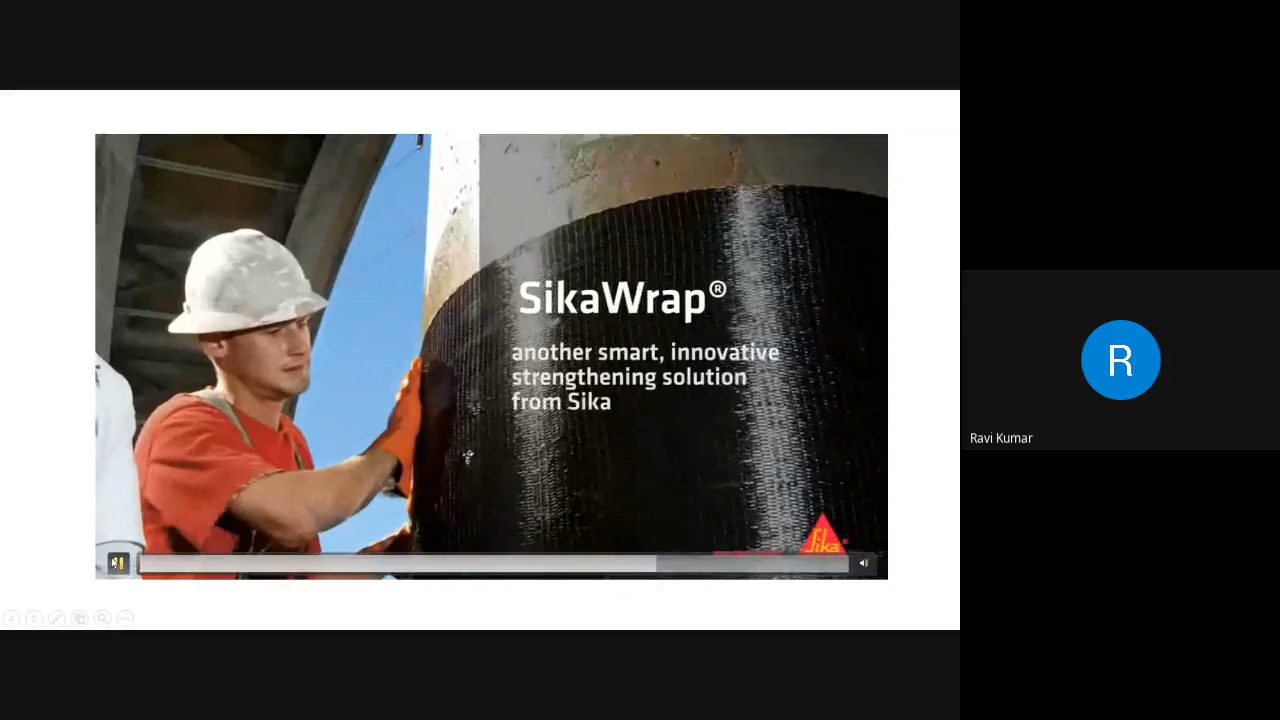 SikaWrap®
another smart, innovative
strengthening solution
from Sika
Sika
R
Ravi Kumar